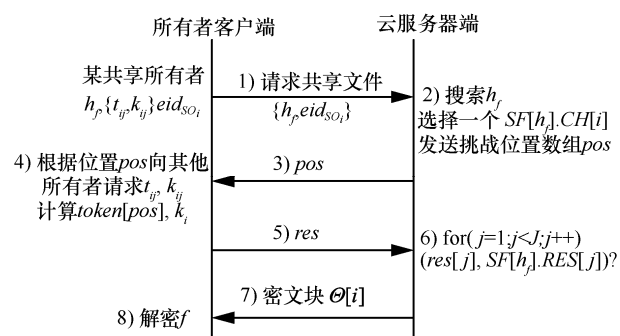 所有者客户端
云服务器端
某共享所有者
h_f,{t_ij,k_ij}eid_SOi
1) 请求共享文件
{h_f,eid_SOi}
2) 搜索h_f
选择一个 SF[h_f].CH[i]
发送挑战位置数组pos
3) pos
4) 根据位置pos向其他
所有者请求t_ij, k_ij
计算token[pos], k_i
5) res
6) for( j=1;j<J;j++)
(res[ j], SF[h_f].RES[ j])?
7) 密文块 Θ[i]
8) 解密f